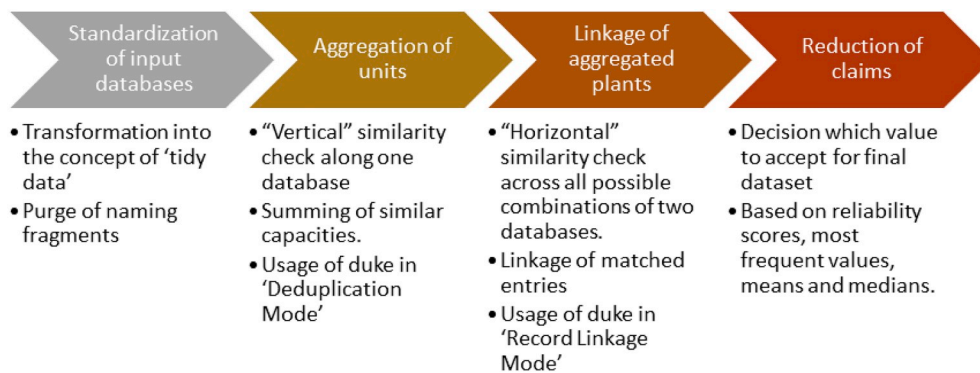 Standardization
of input
databases
Aggregation of
units
Linkage of
aggregated
plants
Reduction of
claims
• Transformation into
the concept of ‘tidy
data’
• Purge of naming
fragments
• “Vertical” similarity
check along one
database
• Summing of similar
capacities.
• Usage of duke in
‘Deduplication
Mode’
• “Horizontal”
similarity check
across all possible
combinations of two
databases.
• Linkage of matched
entries
• Usage of duke in
‘Record Linkage
Mode’
• Decision which value
to accept for final
dataset
• Based on reliability
scores, most
frequent values,
means and medians.